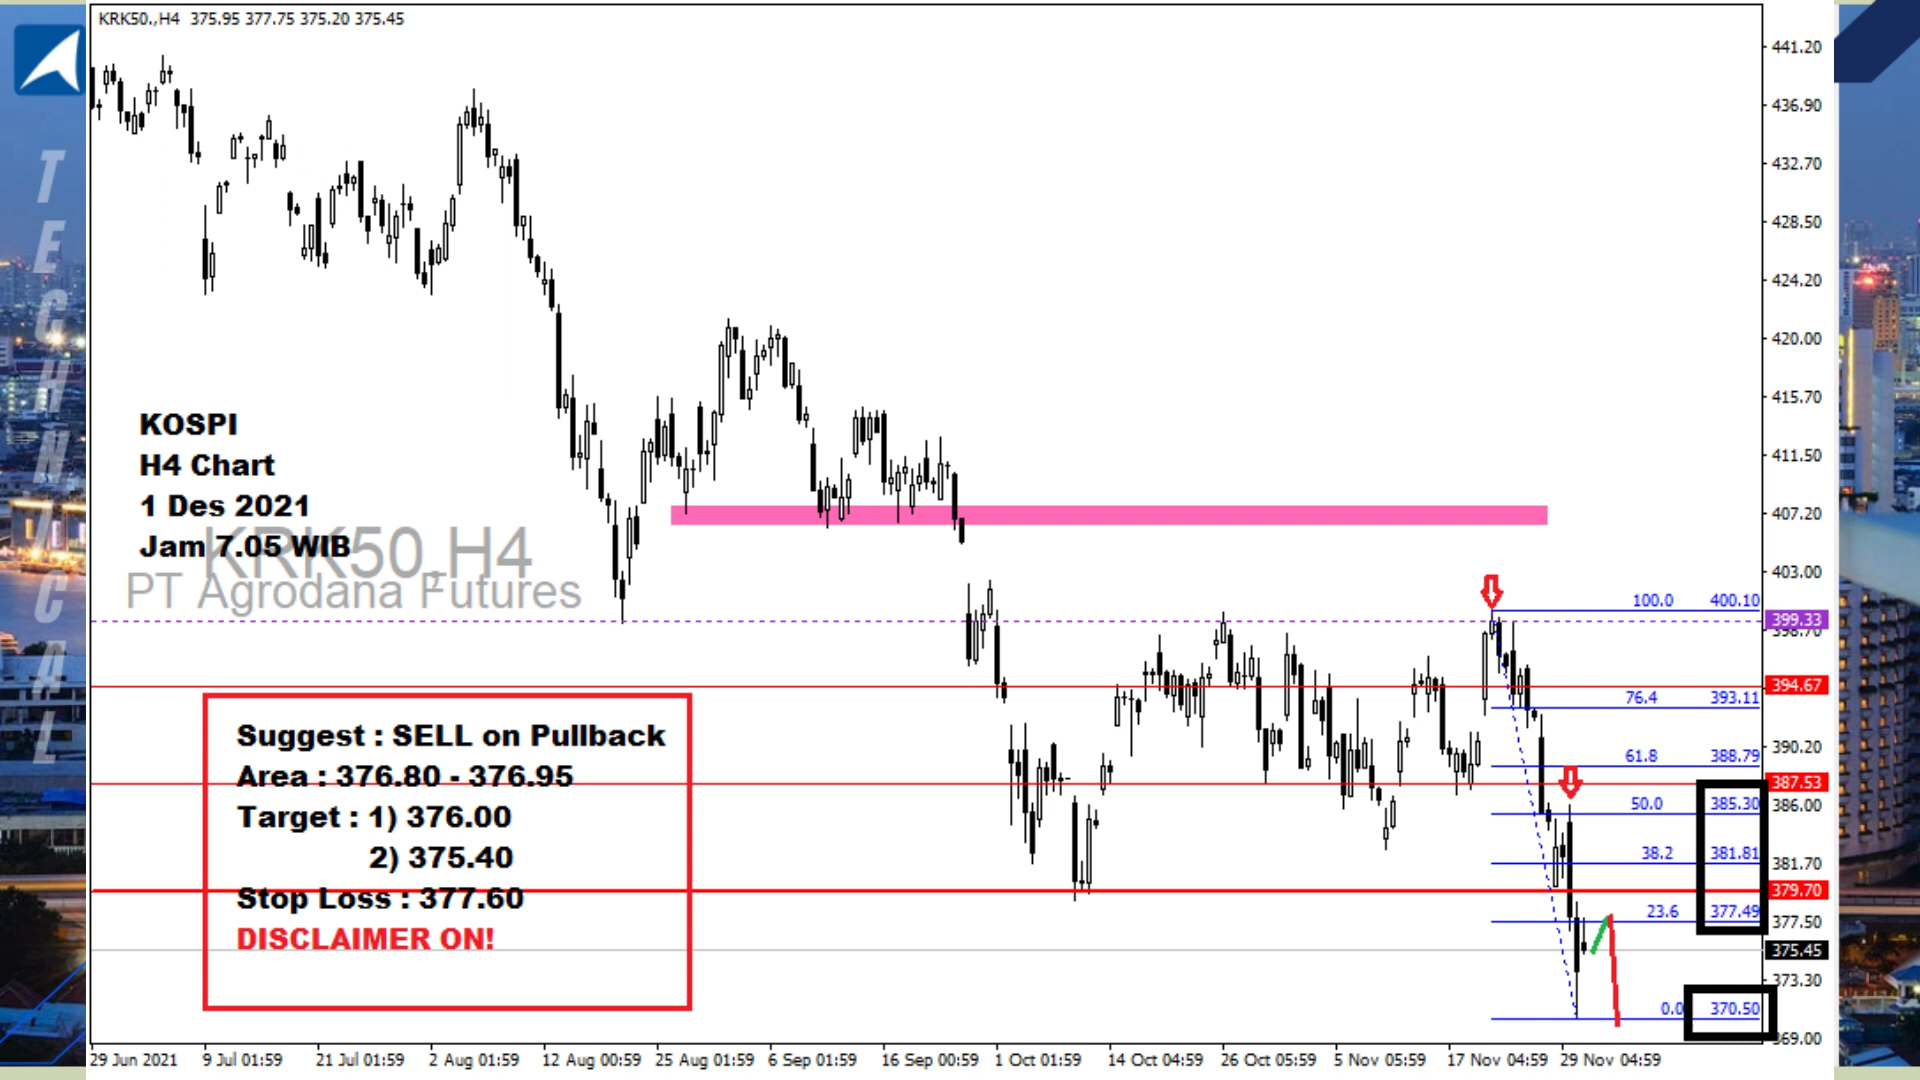 KRK50.,H4 375.95 377.75 375.20 375.45
TECHNICAL
KOSPI
H4 Chart
1 Des 2021
Jam 7.05 WIB
KRK50,H4
PT Agrodana Futures
Suggest : SELL on Pullback
Area : 376.80 - 376.95
Target : 1) 376.00
2) 375.40
Stop Loss : 377.60
DISCLAIMER ON!
100.0 400.10
76.4 393.11
61.8 388.79
50.0 385.30
38.2 381.81
23.6 377.49
0.0 370.50
441.20
436.90
432.70
428.50
424.20
420.00
415.70
411.50
407.20
403.00
399.33
398.70
394.67
390.20
387.53
386.00
381.70
379.70
377.50
375.45
373.30
369.00
29 Jun 2021 9 Jul 01:59 21 Jul 01:59 2 Aug 01:59 12 Aug 00:59 25 Aug 01:59 6 Sep 01:59 16 Sep 00:59 1 Oct 01:59 14 Oct 04:59 26 Oct 05:59 5 Nov 05:59 17 Nov 04:59 29 Nov 04:59